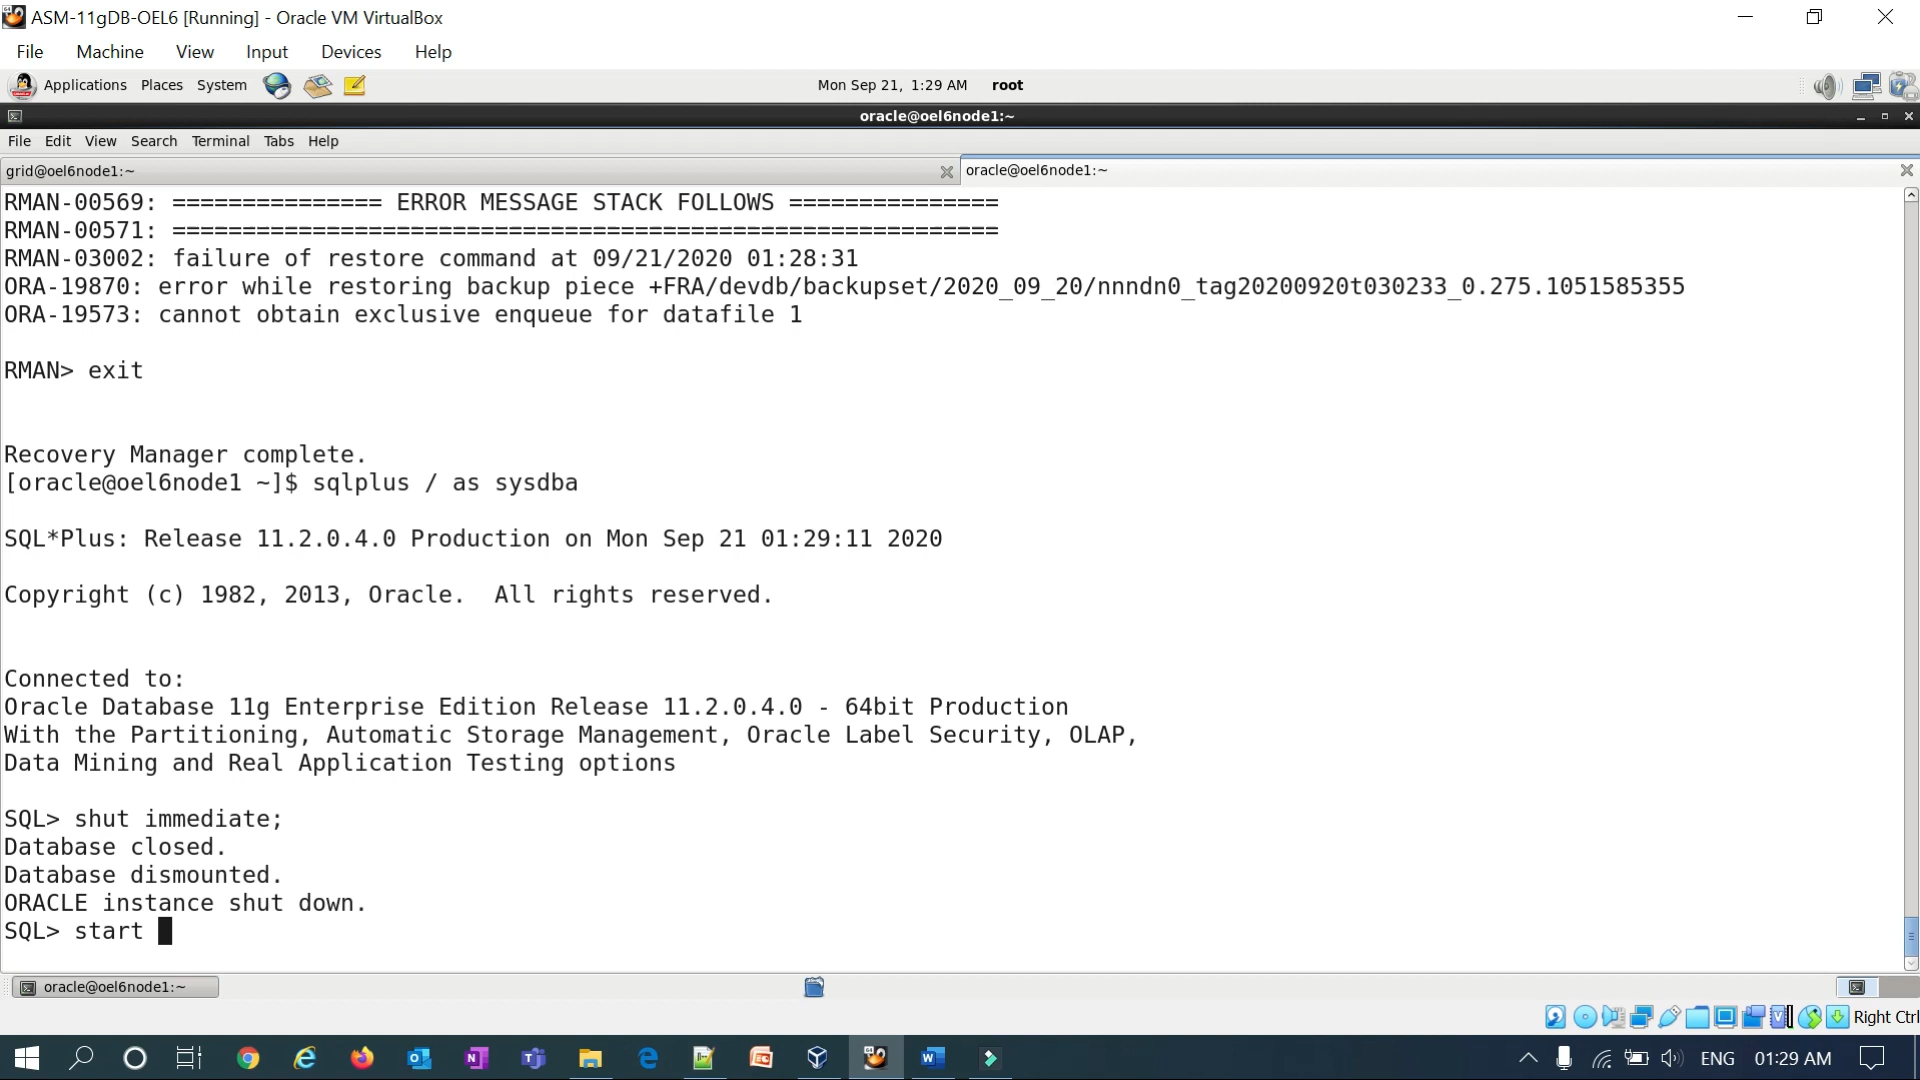 ASM-11gDB-OEL6 [Running] - Oracle VM VirtualBox
File Machine View Input Devices Help
Applications Places System Mon Sep 21, 1:29 AM root
oracle@oel6node1:~
File Edit View Search Terminal Tabs Help
grid@oel6node1:~ oracle@oel6node1:~
RMAN-00569: =============== ERROR MESSAGE STACK FOLLOWS ===============
RMAN-00571: ===========================================================
RMAN-03002: failure of restore command at 09/21/2020 01:28:31
ORA-19870: error while restoring backup piece +FRA/devdb/backupset/2020_09_20/nnndn0_tag20200920t030233_0.275.1051585355
ORA-19573: cannot obtain exclusive enqueue for datafile 1
RMAN> exit
Recovery Manager complete.
[oracle@oel6node1 ~]$ sqlplus / as sysdba
SQL*Plus: Release 11.2.0.4.0 Production on Mon Sep 21 01:29:11 2020
Copyright (c) 1982, 2013, Oracle.  All rights reserved.
Connected to:
Oracle Database 11g Enterprise Edition Release 11.2.0.4.0 - 64bit Production
With the Partitioning, Automatic Storage Management, Oracle Label Security, OLAP,
Data Mining and Real Application Testing options
SQL> shut immediate;
Database closed.
Database dismounted.
ORACLE instance shut down.
SQL> start
oracle@oel6node1:~
Right Ctrl
ENG 01:29 AM